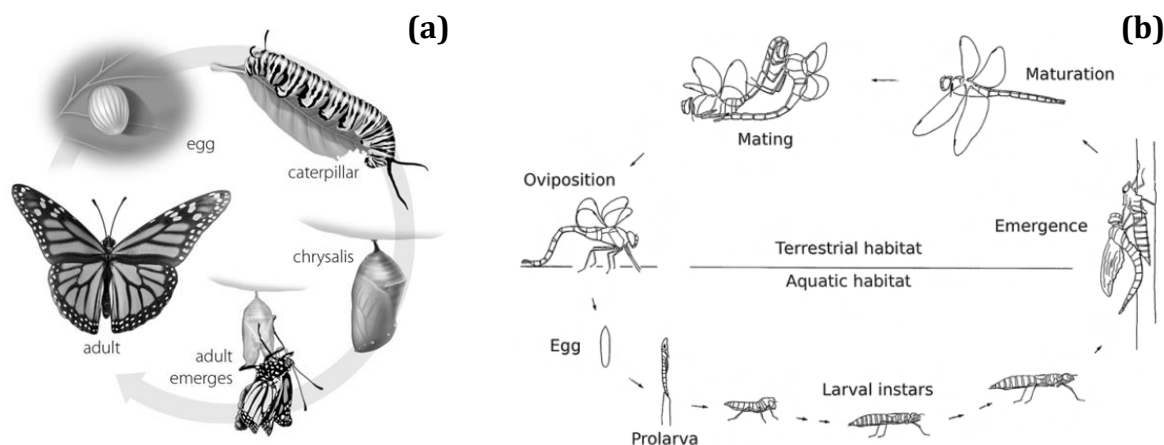 (a)
egg
caterpillar
chrysalis
adult
emerges
adult
(b)
Maturation
Mating
Oviposition
Emergence
Terrestrial habitat
Aquatic habitat
Egg
Larval instars
Prolarva